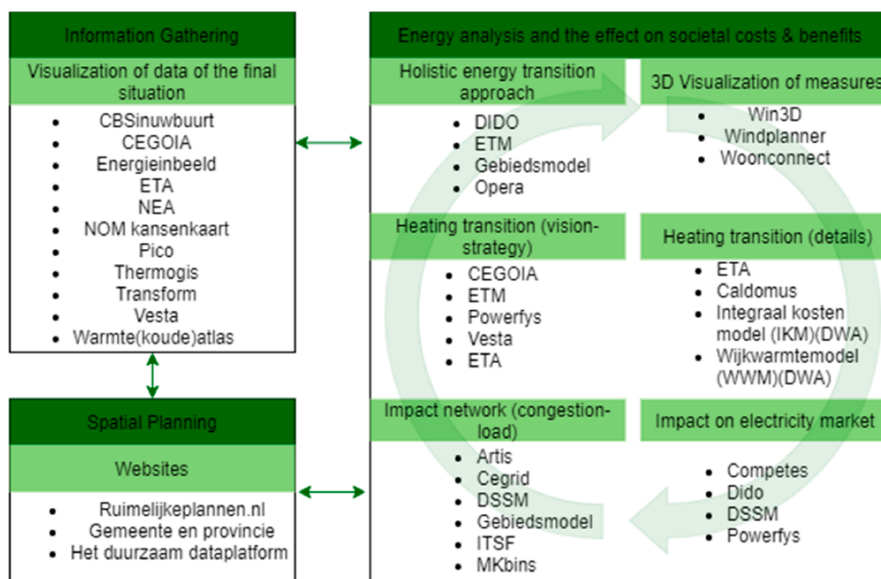 Information Gathering
Visualization of data of the final
situation
CBSinuwbuurt
CEGOIA
Energieinbeeld
ETA
NEA
NOM kansenkaart
Pico
Thermogis
Transform
Vesta
Warmte(koude)atlas
Spatial Planning
Websites
Ruimelijkeplannen.nl
Gemeente en provincie
Het duurzaam dataplatform
Energy analysis and the effect on societal costs & benefits
Holistic energy transition
approach
DIDO
ETM
Gebiedsmodel
Opera
3D Visualization of measures
Win3D
Windplanner
Woonconnect
Heating transition (vision-
strategy)
CEGOIA
ETM
Powerfys
Vesta
ETA
Heating transition (details)
ETA
Caldomus
Integraal kosten
model (IKM)(DWA)
Wijkwarmtemodel
(WWM)(DWA)
Impact network (congestion-
load)
Artis
Cegrid
DSSM
Gebiedsmodel
ITSF
MKbins
Impact on electricity market
Competes
Dido
DSSM
Powerfys